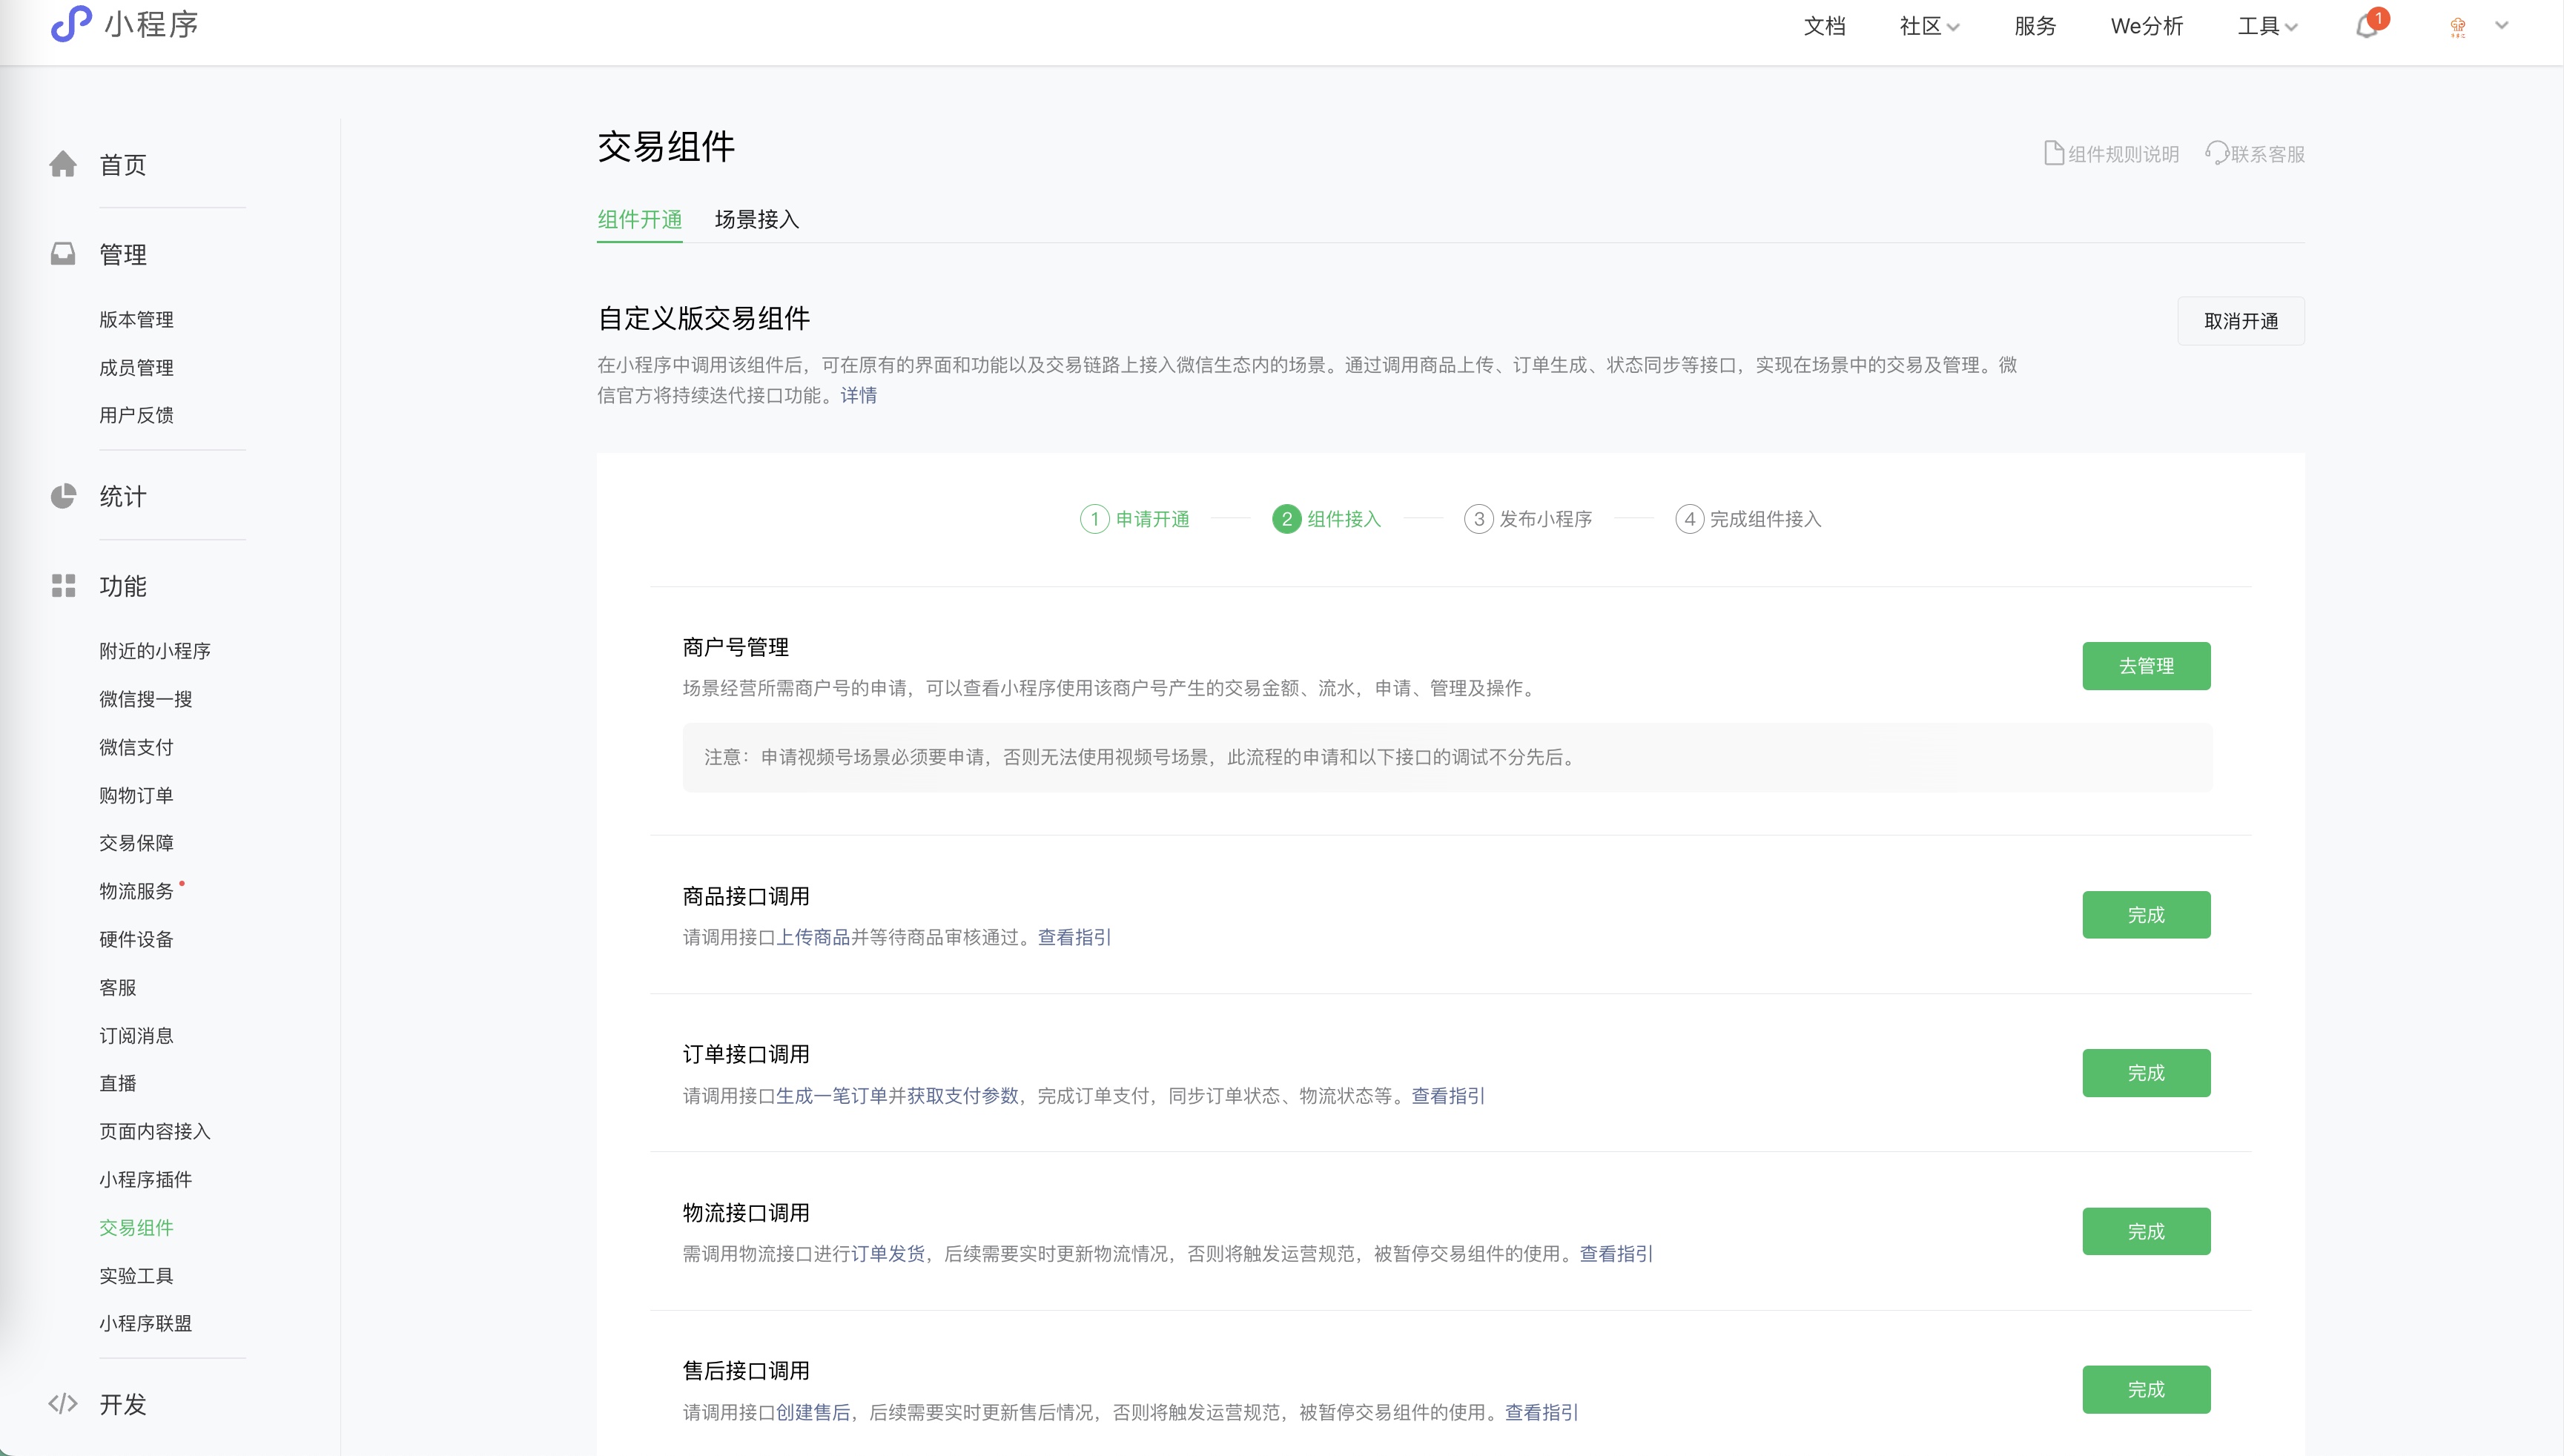 小程序
文档
社区
服务
We分析
工具
1
首页
管理
版本管理
成员管理
用户反馈
统计
功能
附近的小程序
微信搜一搜
微信支付
购物订单
交易保障
物流服务
硬件设备
客服
订阅消息
直播
页面内容接入
小程序插件
交易组件
实验工具
小程序联盟
开发
交易组件
组件规则说明
联系客服
组件开通
场景接入
自定义版交易组件
取消开通
在小程序中调用该组件后，可在原有的界面和功能以及交易链路上接入微信生态内的场景。通过调用商品上传、订单生成、状态同步等接口，实现在场景中的交易及管理。微
信官方将持续迭代接口功能。详情
1 申请开通
2 组件接入
3 发布小程序
4 完成组件接入
商户号管理
去管理
场景经营所需商户号的申请，可以查看小程序使用该商户号产生的交易金额、流水，申请、管理及操作。
注意：申请视频号场景必须要申请，否则无法使用视频号场景，此流程的申请和以下接口的调试不分先后。
商品接口调用
完成
请调用接口上传商品并等待商品审核通过。查看指引
订单接口调用
完成
请调用接口生成一笔订单并获取支付参数，完成订单支付，同步订单状态、物流状态等。查看指引
物流接口调用
完成
需调用物流接口进行订单发货，后续需要实时更新物流情况，否则将触发运营规范，被暂停交易组件的使用。查看指引
售后接口调用
完成
请调用接口创建售后，后续需要实时更新售后情况，否则将触发运营规范，被暂停交易组件的使用。查看指引